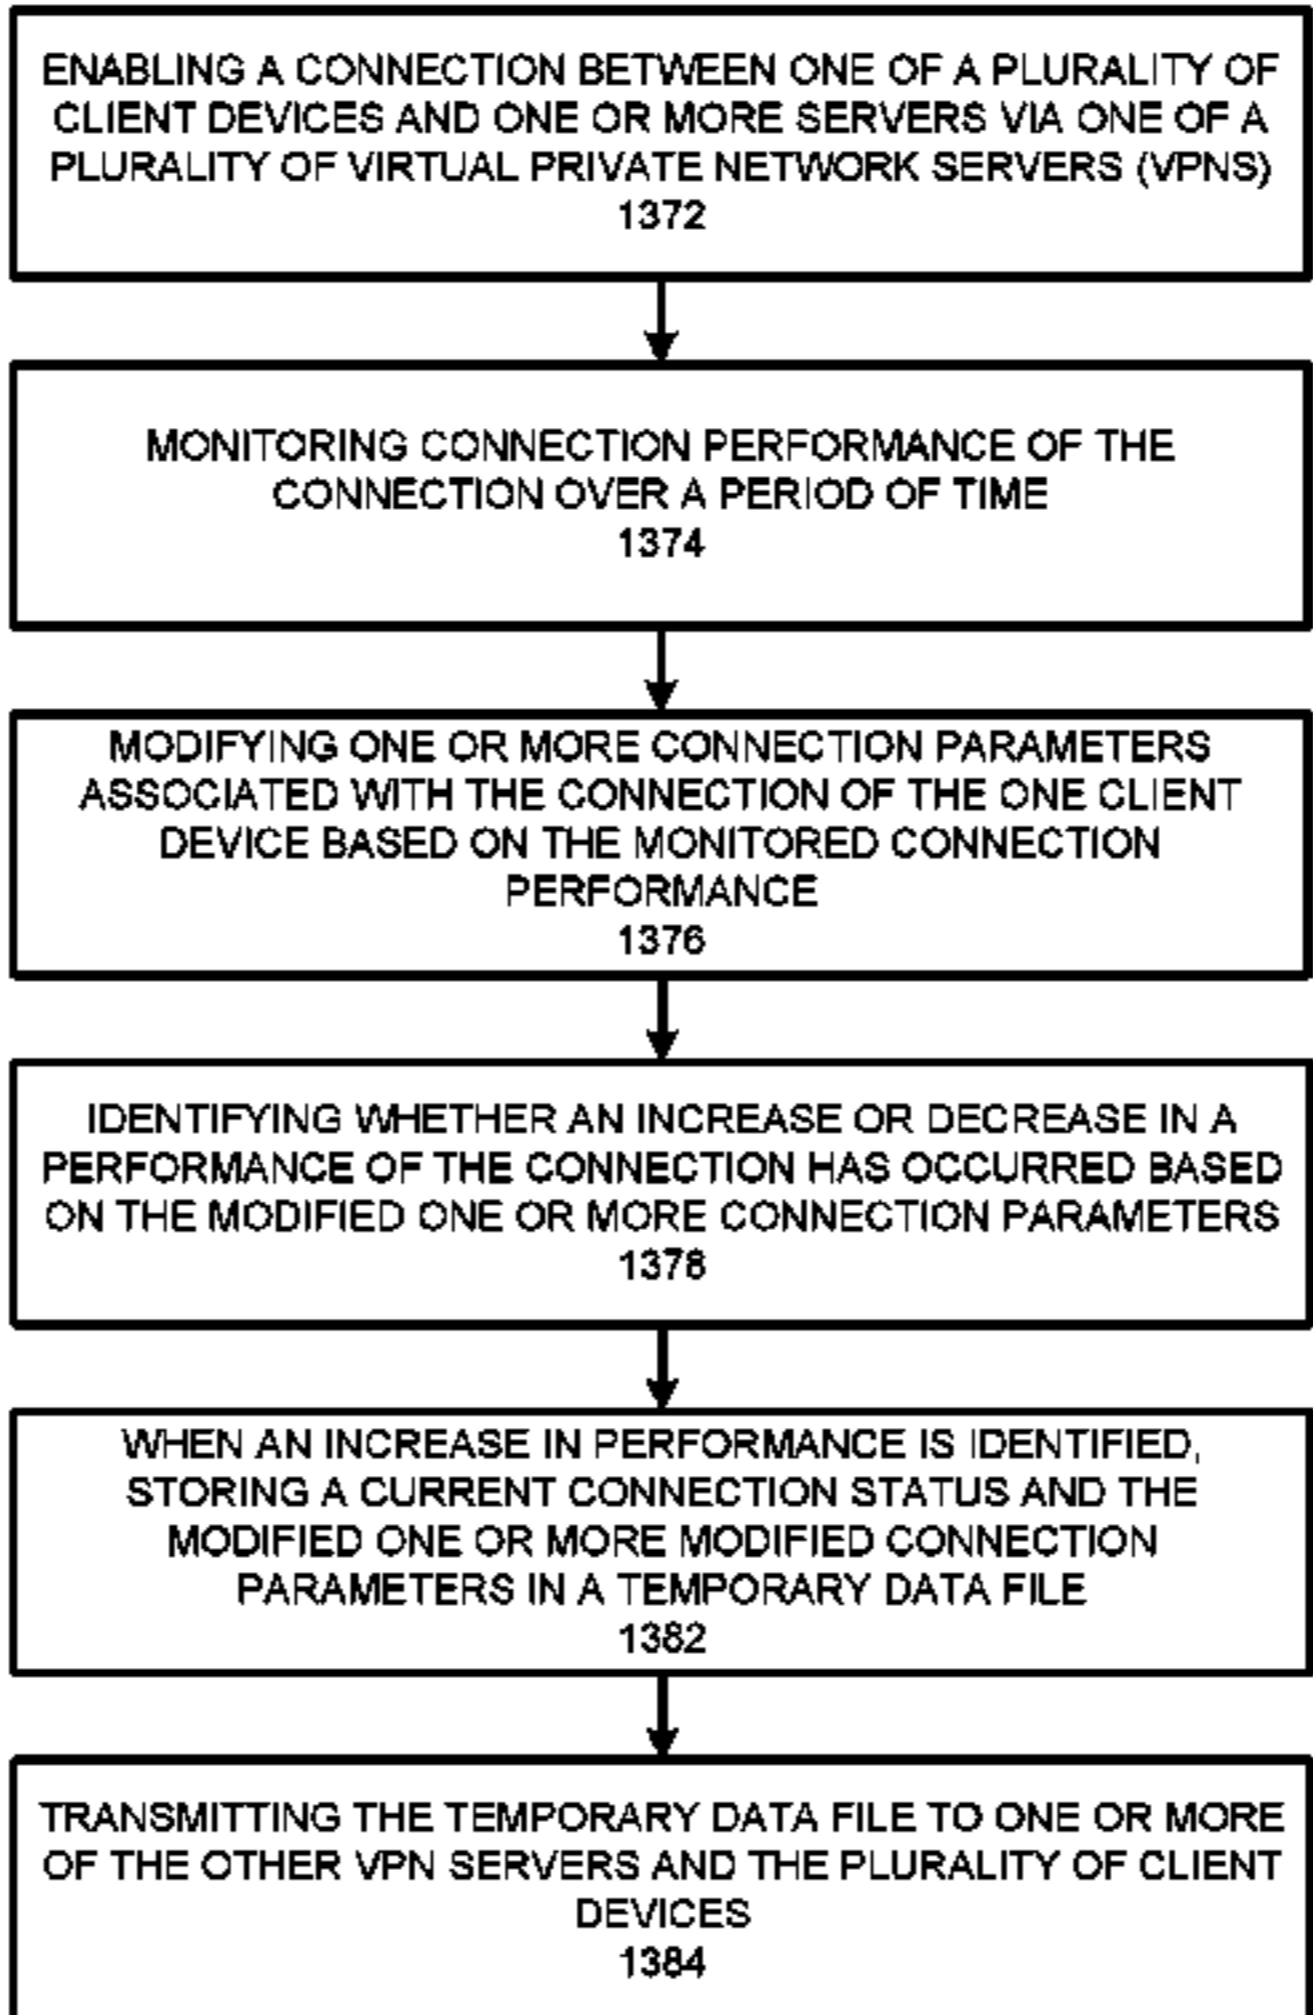 ENABLING A CONNECTION BETWEEN ONE OF A PLURALITY OF
CLIENT DEVICES AND ONE OR MORE SERVERS VIA ONE OF A
PLURALITY OF VIRTUAL PRIVATE NETWORK SERVERS (VPNS)
1372
MONITORING CONNECTION PERFORMANCE OF THE
CONNECTION OVER A PERIOD OF TIME
1374
MODIFYING ONE OR MORE CONNECTION PARAMETERS
ASSOCIATED WITH THE CONNECTION OF THE ONE CLIENT
DEVICE BASED ON THE MONITORED CONNECTION
PERFORMANCE
1376
IDENTIFYING WHETHER AN INCREASE OR DECREASE IN A
PERFORMANCE OF THE CONNECTION HAS OCCURRED BASED
ON THE MODIFIED ONE OR MORE CONNECTION PARAMETERS
1378
WHEN AN INCREASE IN PERFORMANCE IS IDENTIFIED,
STORING A CURRENT CONNECTION STATUS AND THE
MODIFIED ONE OR MORE MODIFIED CONNECTION
PARAMETERS IN A TEMPORARY DATA FILE
1382
TRANSMITTING THE TEMPORARY DATA FILE TO ONE OR MORE
OF THE OTHER VPN SERVERS AND THE PLURALITY OF CLIENT
DEVICES
1384